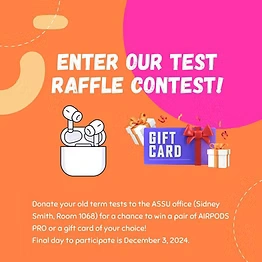 ENTER OUR TEST
RAFFLE CONTEST!
GIFT
CARD
Donate your old term tests to the ASSU office (Sidney
Smith, Room 1068) for a chance to win a pair of AIRPODS
PRO or a gift card of your choice!
Final day to participate is December 3, 2024.